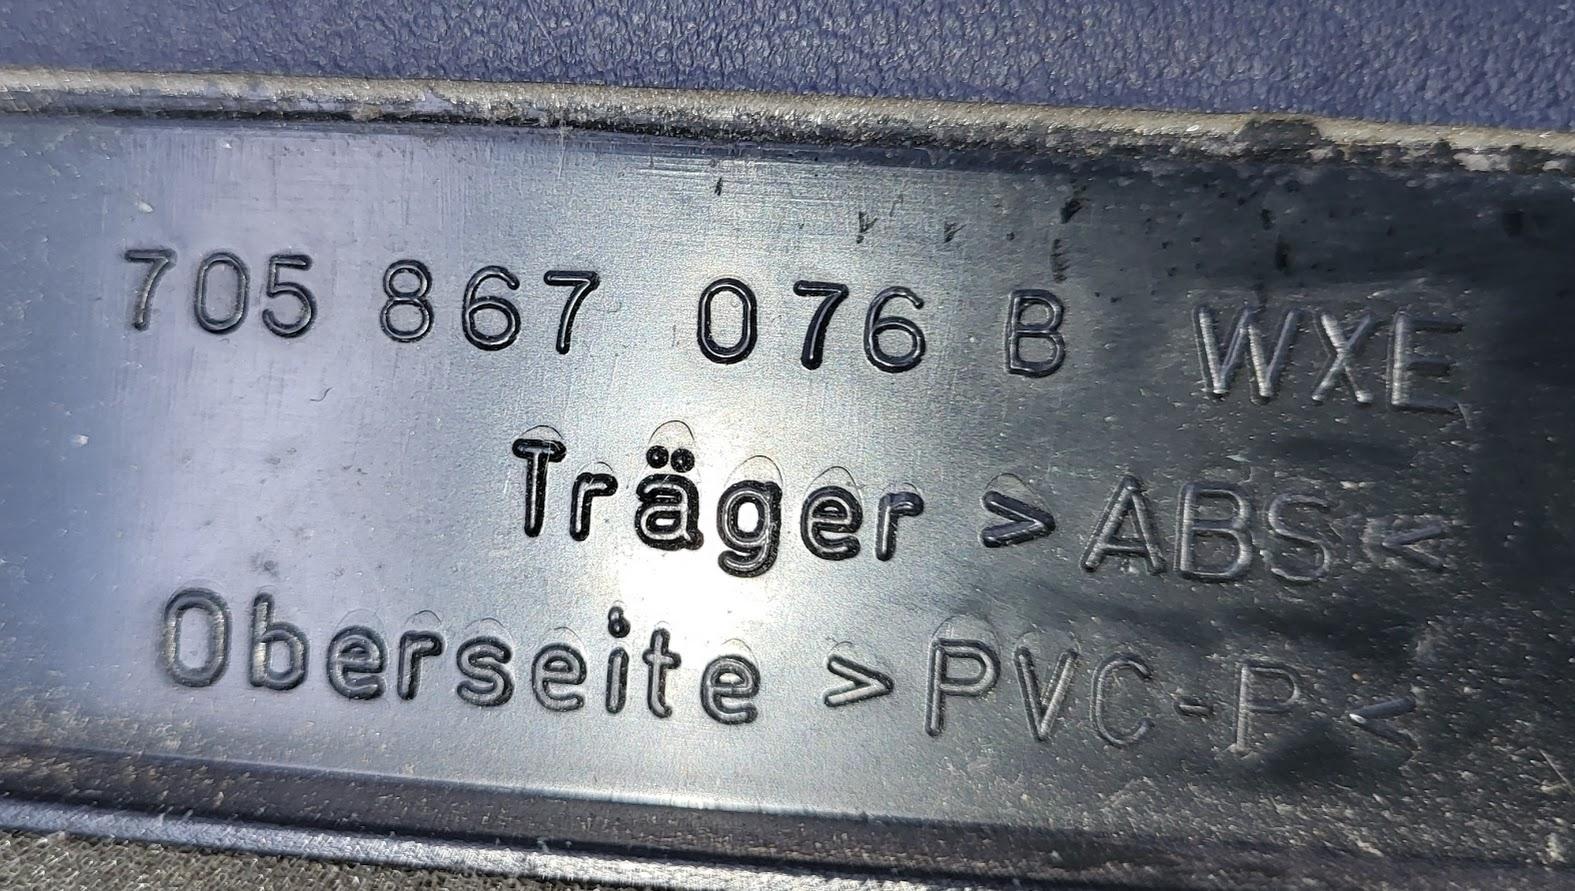 705 867 076 B WXE
Träger >ABS<
Oberseite >PVC-P<